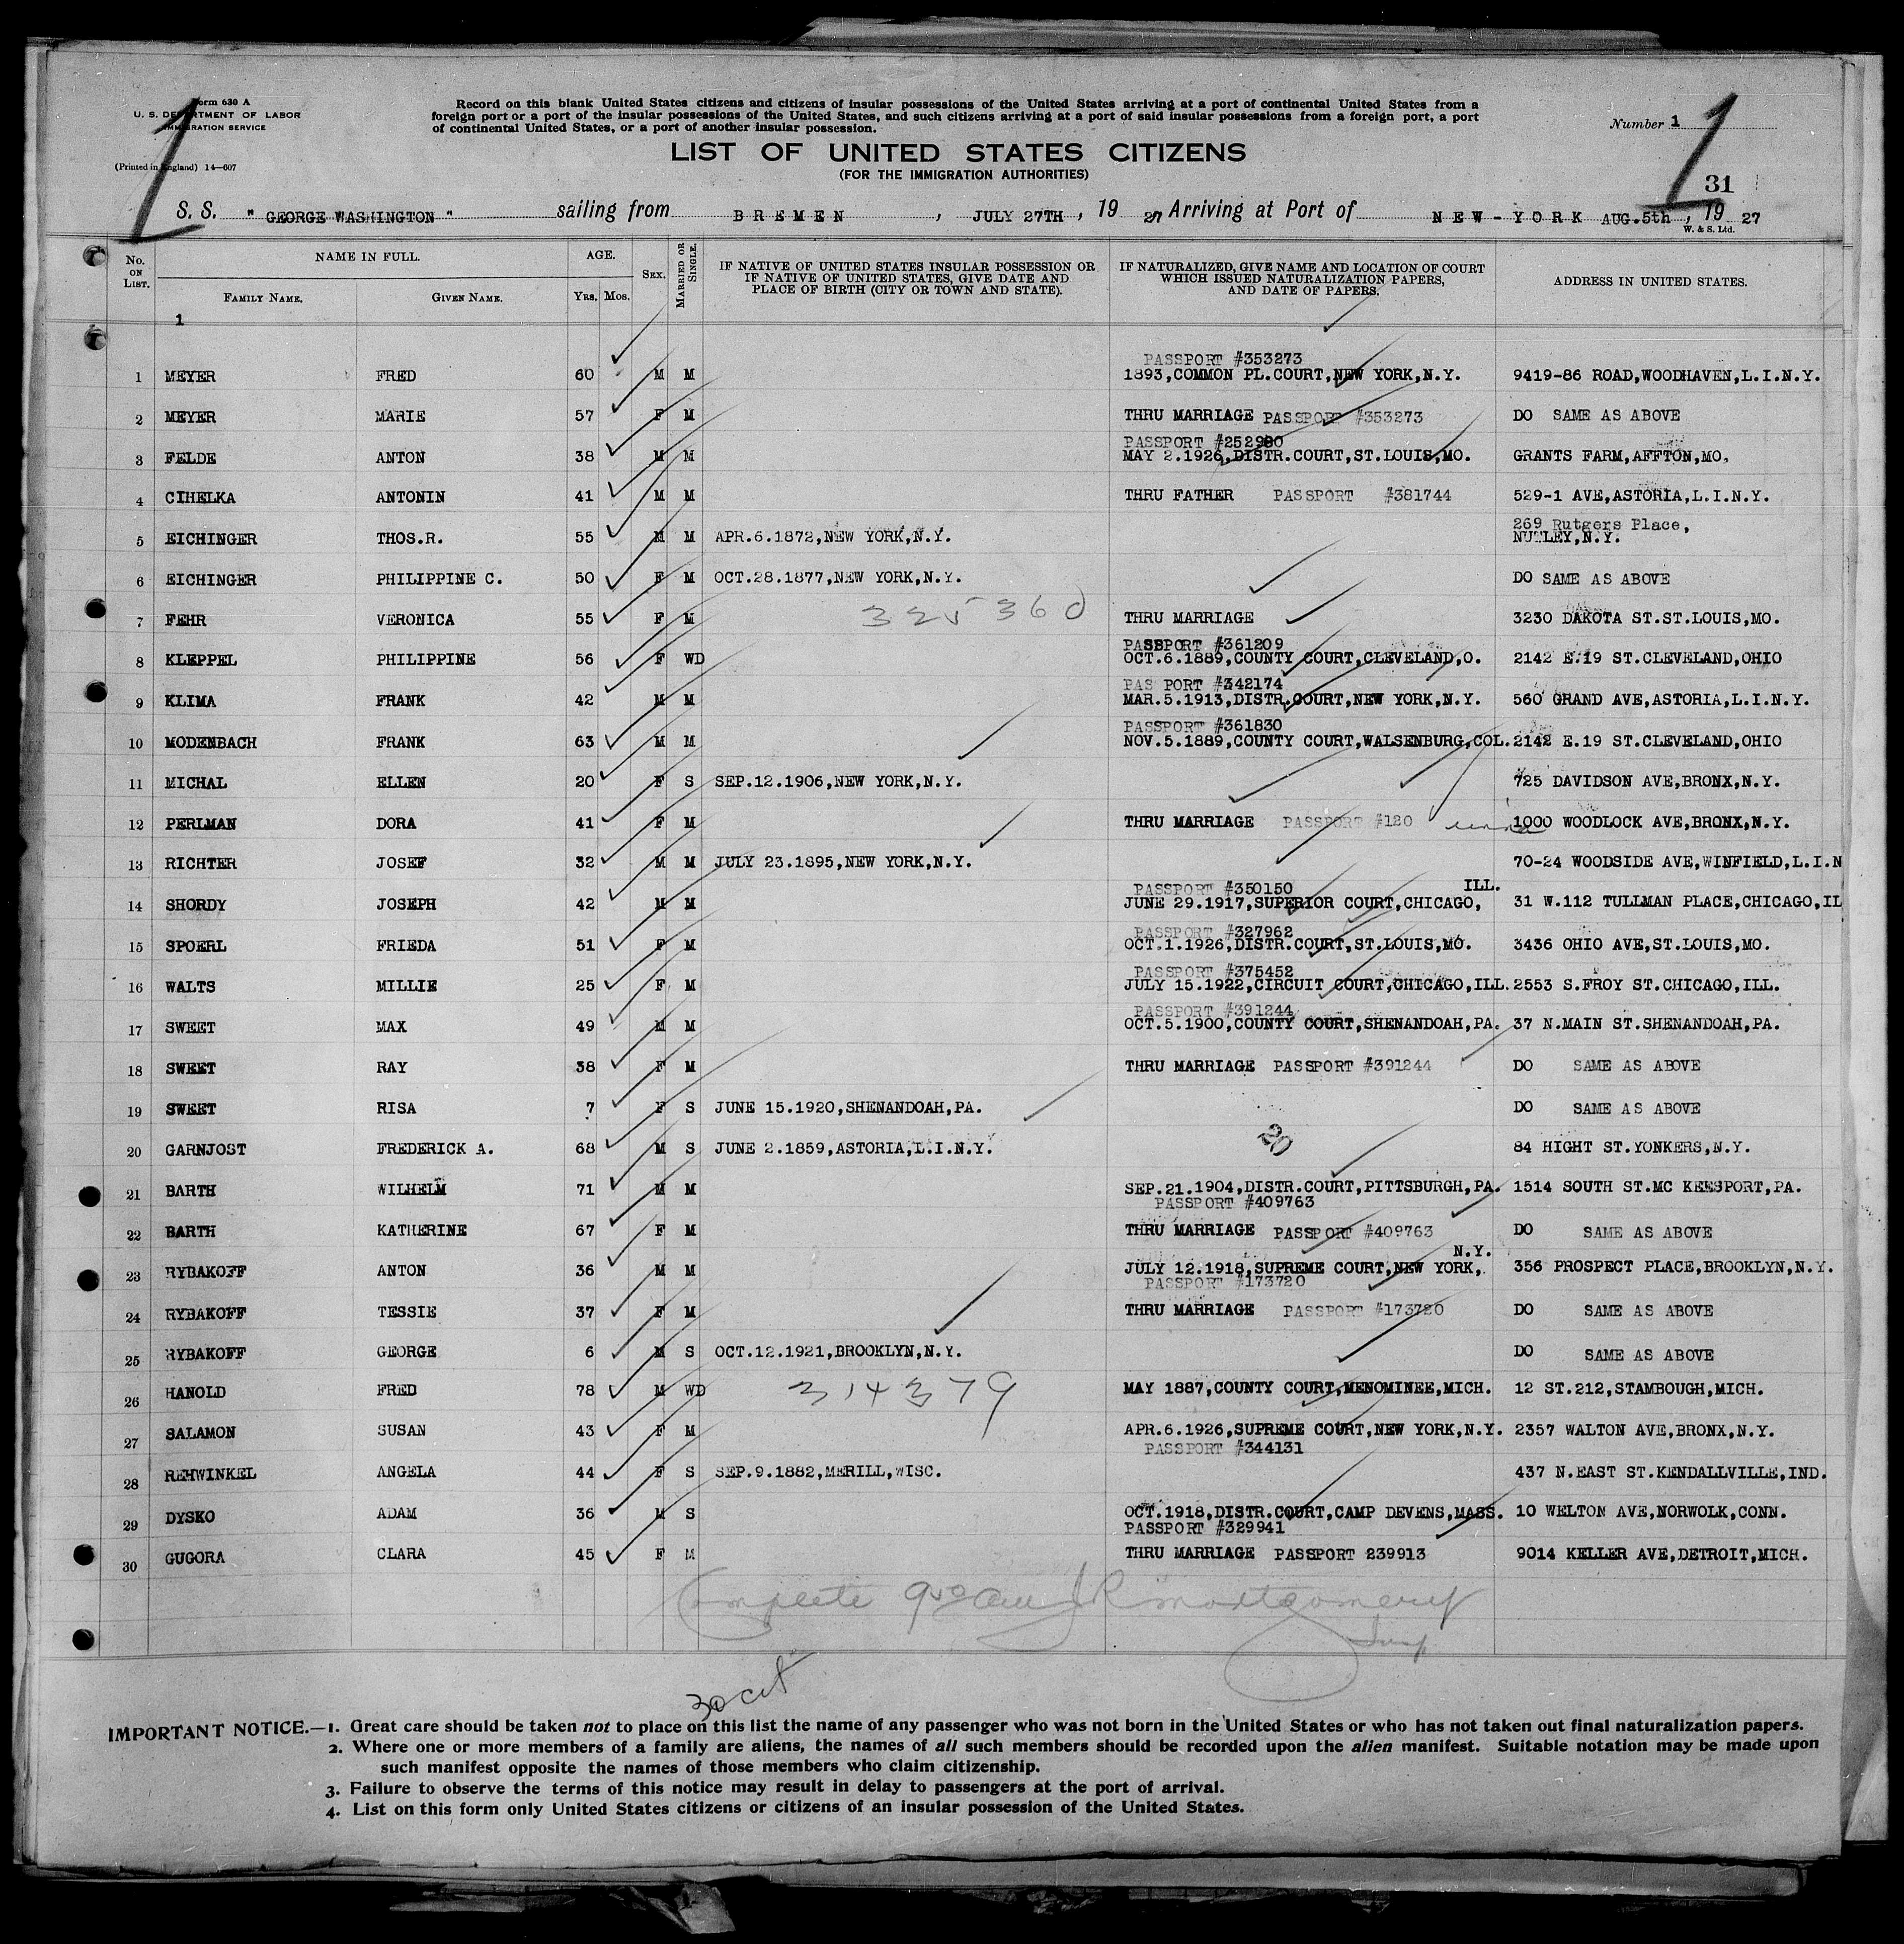 Form 630 A
U. S. DEPARTMENT OF LABOR
IMMIGRATION SERVICE
(Printed in England) 14—607
Record on this blank United States citizens and citizens of insular possessions of the United States arriving at a port of continental United States from a
foreign port or a port of the insular possessions of the United States, and such citizens arriving at a port of said insular possessions from a foreign port, a port
of continental United States, or a port of another insular possession.
Number 1
1 1
LIST OF UNITED STATES CITIZENS
(FOR THE IMMIGRATION AUTHORITIES)
31
S. S. " GEORGE WASHINGTON " sailing from BREMEN, JULY 27TH, 19 27 Arriving at Port of NEW-YORK AUG.5th, 19 27
W. & S. Ltd.
No. ON LIST. NAME IN FULL. AGE. SEX. MARRIED OR SINGLE. IF NATIVE OF UNITED STATES INSULAR POSSESSION OR IF NATIVE OF UNITED STATES, GIVE DATE AND PLACE OF BIRTH (CITY OR TOWN AND STATE). IF NATURALIZED, GIVE NAME AND LOCATION OF COURT WHICH ISSUED NATURALIZATION PAPERS, AND DATE OF PAPERS. ADDRESS IN UNITED STATES.
FAMILY NAME. GIVEN NAME. Yrs. Mos.
1
PASSPORT #353273
1 MEYER FRED 60 M M 1893,COMMON PL.COURT,NEW YORK,N.Y. 9419-86 ROAD,WOODHAVEN,L.I.N.Y.
2 MEYER MARIE 57 F M THRU MARRIAGE PASSPORT #353273 DO SAME AS ABOVE
PASSPORT #252980
3 FELDE ANTON 38 M M MAY 2.1926,DISTR.COURT,ST.LOUIS,MO. GRANTS FARM,AFFTON,MO,
4 CIHELKA ANTONIN 41 M M THRU FATHER PASSPORT #381744 529-1 AVE,ASTORIA,L.I.N.Y.
269 Rutgers Place,
5 EICHINGER THOS.R. 55 M M APR.6.1872,NEW YORK,N.Y. NUTLEY,N.Y.
6 EICHINGER PHILIPPINE C. 50 F M OCT.28.1877,NEW YORK,N.Y. DO SAME AS ABOVE
7 FEHR VERONICA 55 F M 325360 THRU MARRIAGE 3230 DAKOTA ST.ST.LOUIS,MO.
PASSPORT #361209
8 KLEPPEL PHILIPPINE 56 F WD OCT.6.1889,COUNTY COURT,CLEVELAND,O. 2142 E.19 ST.CLEVELAND,OHIO
PAS PORT #342174
9 KLIMA FRANK 42 M M MAR.5.1913,DISTR.COURT,NEW YORK,N.Y. 560 GRAND AVE,ASTORIA,L.I.N.Y.
PASSPORT #361830
10 MODENBACH FRANK 63 M M NOV.5.1889,COUNTY COURT,WALSENBURG,COL. 2142 E.19 ST.CLEVELAND,OHIO
11 MICHAL ELLEN 20 F S SEP.12.1906,NEW YORK,N.Y. 725 DAVIDSON AVE,BRONX,N.Y.
12 PERLMAN DORA 41 F M THRU MARRIAGE PASSPORT #120 1000 WOODLOCK AVE,BRONX,N.Y.
13 RICHTER JOSEF 32 M M JULY 23.1895,NEW YORK,N.Y. 70-24 WOODSIDE AVE,WINFIELD,L.I.N
PASSPORT #350150 ILL.
14 SHORDY JOSEPH 42 M M JUNE 29.1917,SUPERIOR COURT,CHICAGO, 31 W.112 TULLMAN PLACE,CHICAGO,IL
PASSPORT #327962
15 SPOERL FRIEDA 51 F M OCT.1.1926,DISTR.COURT,ST.LOUIS,MO. 3436 OHIO AVE,ST.LOUIS,MO.
PASSPORT #375452
16 WALTS MILLIE 25 F M JULY 15.1922,CIRCUIT COURT,CHICAGO,ILL. 2553 S.FROY ST.CHICAGO,ILL.
PASSPORT #391244
17 SWEET MAX 49 M M OCT.5.1900,COUNTY COURT,SHENANDOAH,PA. 37 N.MAIN ST.SHENANDOAH,PA.
18 SWEET RAY 38 F M THRU MARRIAGE PASSPORT #391244 DO SAME AS ABOVE
19 SWEET RISA 7 F S JUNE 15.1920,SHENANDOAH,PA. DO SAME AS ABOVE
20 GARNJOST FREDERICK A. 68 M S JUNE 2.1859,ASTORIA,L.I.N.Y. 20 84 HIGHT ST.YONKERS,N.Y.
21 BARTH WILHELM 71 M M SEP.21.1904,DISTR.COURT,PITTSBURGH,PA. 1514 SOUTH ST.MC KEESPORT,PA.
PASSPORT #409763
22 BARTH KATHERINE 67 F M THRU MARRIAGE PASSPORT #409763 DO SAME AS ABOVE
N.Y.
23 RYBAKOFF ANTON 36 M M JULY 12.1918,SUPREME COURT,NEW YORK, 356 PROSPECT PLACE,BROOKLYN,N.Y.
PASSPORT #173720
24 RYBAKOFF TESSIE 37 F M THRU MARRIAGE PASSPORT #173720 DO SAME AS ABOVE
25 RYBAKOFF GEORGE 6 M S OCT.12.1921,BROOKLYN,N.Y. DO SAME AS ABOVE
26 HANOLD FRED 78 M WD 314379 MAY 1887,COUNTY COURT,MENOMINEE,MICH. 12 ST.212,STAMBOUGH,MICH.
27 SALAMON SUSAN 43 F M APR.6.1926,SUPREME COURT,NEW YORK,N.Y. 2357 WALTON AVE,BRONX,N.Y.
PASSPORT #344131
28 REHWINKEL ANGELA 44 F S SEP.9.1882,MERILL,WISC. 437 N.EAST ST.KENDALLVILLE,IND.
29 DYSKO ADAM 36 M S OCT.1918,DISTR.COURT,CAMP DEVENS,MASS. 10 WELTON AVE,NORWOLK,CONN.
PASSPORT #329941
30 GUGORA CLARA 45 F M THRU MARRIAGE PASSPORT 239913 9014 KELLER AVE,DETROIT,MICH.
Complete JR Montgomery
Insp
30 cit
IMPORTANT NOTICE.—1. Great care should be taken not to place on this list the name of any passenger who was not born in the United States or who has not taken out final naturalization papers.
2. Where one or more members of a family are aliens, the names of all such members should be recorded upon the alien manifest. Suitable notation may be made upon
such manifest opposite the names of those members who claim citizenship.
3. Failure to observe the terms of this notice may result in delay to passengers at the port of arrival.
4. List on this form only United States citizens or citizens of an insular possession of the United States.